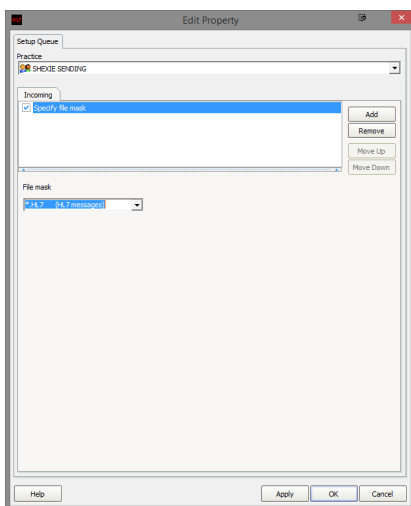 Edit Property
Setup Queue
Practice
SHEXIE SENDING
Incoming
Specify file mask
Add
Remove
Move Up
Move Down
File mask
*.HL7 (HL7 messages)
Help
Apply
OK
Cancel